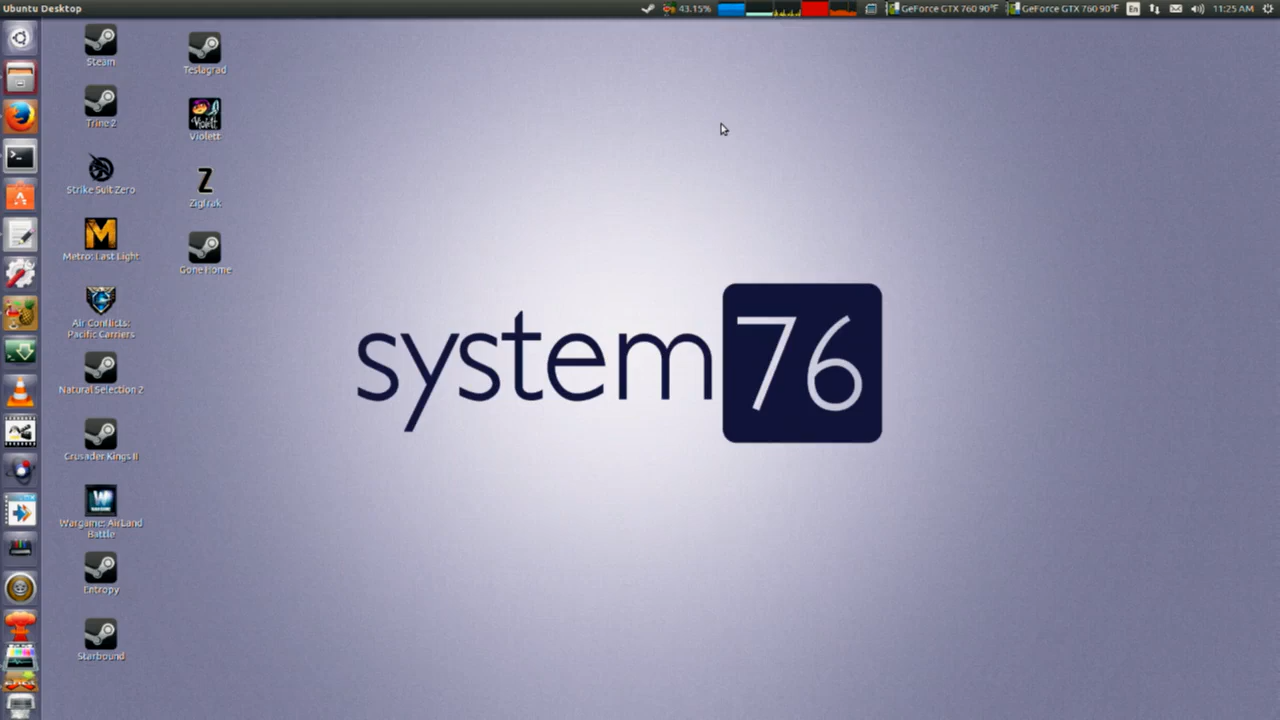 Ubuntu Desktop
43.15%
GeForce GTX 760 90°F
GeForce GTX 760 90°F
En
11:25 AM
Steam
Teslagrad
Trine 2
Violett
Strike Suit Zero
Z
Zigfrak
M
Metro: Last Light
Gone Home
Air Conflicts:
Pacific Carriers
system76
Natural Selection 2
Crusader Kings II
W
Wargame: AirLand
Battle
Entropy
Starbound